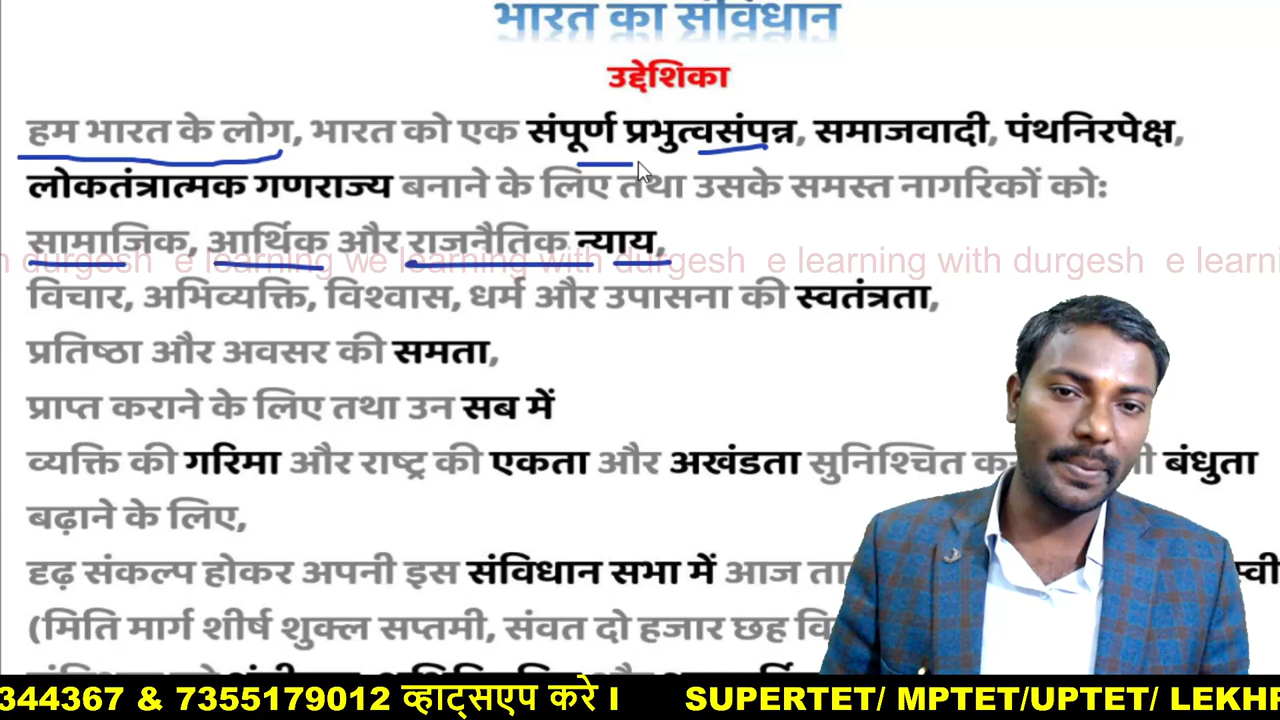 भारत का संविधान
उद्देशिका
हम भारत के लोग, भारत को एक संपूर्ण प्रभुत्वसंपन्न, समाजवादी, पंथनिरपेक्ष,
लोकतंत्रात्मक गणराज्य बनाने के लिए तथा उसके समस्त नागरिकों को:
सामाजिक, आर्थिक और राजनैतिक न्याय,
durgesh e learning we learning with durgesh e learning with durgesh e learni
विचार, अभिव्यक्ति, विश्वास, धर्म और उपासना की स्वतंत्रता,
प्रतिष्ठा और अवसर की समता,
प्राप्त कराने के लिए तथा उन सब में
व्यक्ति की गरिमा और राष्ट्र की एकता और अखंडता सुनिश्चित बंधुता
बढ़ाने के लिए,
दृढ़ संकल्प होकर अपनी इस संविधान सभा में आज
(मिति मार्ग शीर्ष शुक्ल सप्तमी, संवत दो हजार छह
344367 & 7355179012 व्हाट्सएप करे I SUPERTET/ MPTET/UPTET/ LEKHP